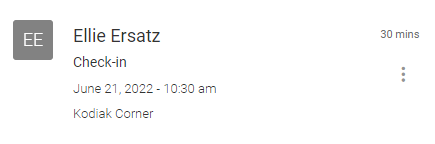 EE
Ellie Ersatz
30 mins
Check-in
June 21, 2022 - 10:30 am
Kodiak Corner